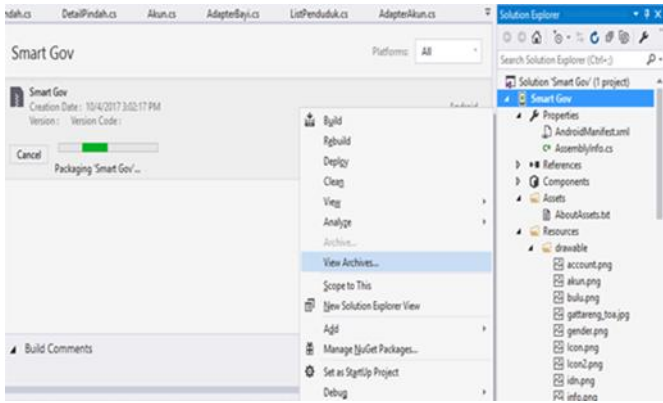 ndah.cs
DetailPindah.cs
Akun.cs
AdapterBayi.cs
ListPenduduk.cs
AdapterAkun.cs
Smart Gov
Platforms: All
Smart Gov
Creation Date: 10/4/2017 3:02:17 PM
Version: Version Code:
Android
Cancel
Packaging 'Smart Gov'...
Build Comments
Build
Rebuild
Deploy
Clean
View
Analyze
Archive...
View Archives...
Scope to This
New Solution Explorer View
Add
Manage NuGet Packages...
Set as StartUp Project
Debug
Solution Explorer
Search Solution Explorer (Ctrl+;)
Solution 'Smart Gov' (1 project)
Smart Gov
Properties
AndroidManifest.xml
AssemblyInfo.cs
References
Components
Assets
AboutAssets.txt
Resources
drawable
account.png
akun.png
bulu.png
gattareng_toa.jpg
gender.png
Icon.png
Icon2.png
idn.png
info.png